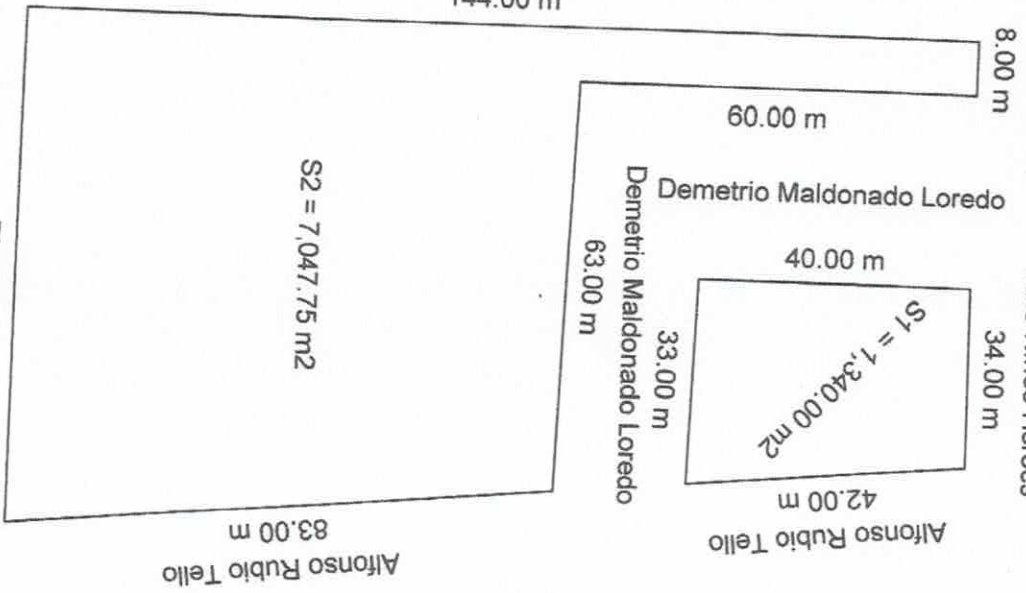 8.00 m
60.00 m
Demetrio Maldonado Loredo
S2 = 7,047.75 m2
Demetrio Maldonado Loredo
63.00 m
40.00 m
S1 = 1,340.00 m2
33.00 m
34.00 m
42.00 m
Alfonso Rubio Tello
83.00 m
Alfonso Rubio Tello